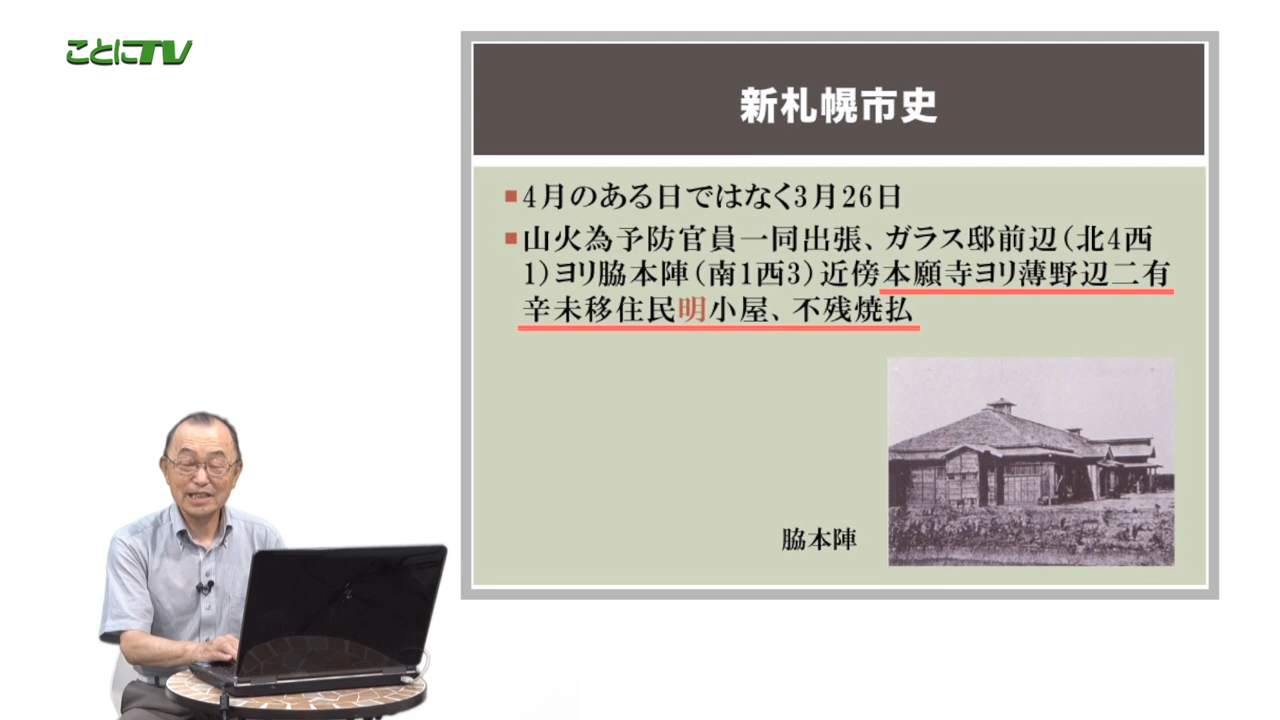 ことにTV
新札幌市史
4月のある日ではなく3月26日
山火為予防官員一同出張、ガラス邸前辺（北4西
1）ヨリ脇本陣（南1西3）近傍本願寺ヨリ薄野辺ニ有
辛未移住民明小屋、不残焼払
脇本陣